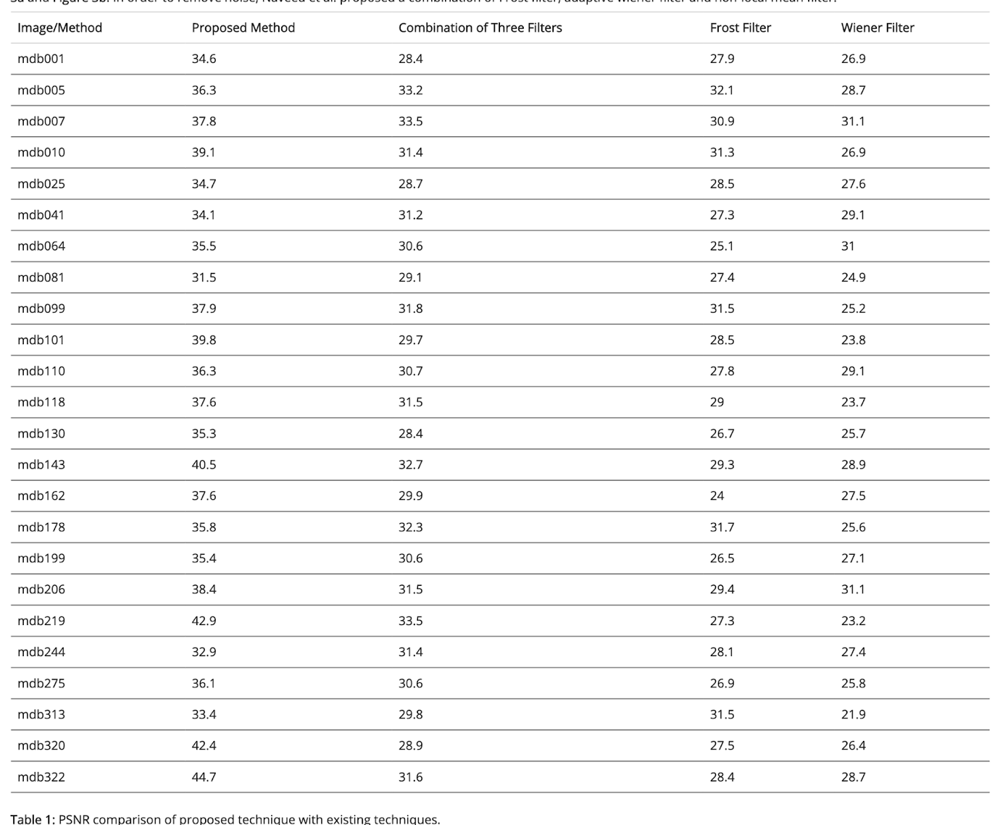 3a and Figure 3b. In order to remove noise, Naveed et al. proposed a combination of Frost filter, adaptive wiener filter and non local mean filter.
Image/Method Proposed Method Combination of Three Filters Frost Filter Wiener Filter
mdb001 34.6 28.4 27.9 26.9
mdb005 36.3 33.2 32.1 28.7
mdb007 37.8 33.5 30.9 31.1
mdb010 39.1 31.4 31.3 26.9
mdb025 34.7 28.7 28.5 27.6
mdb041 34.1 31.2 27.3 29.1
mdb064 35.5 30.6 25.1 31
mdb081 31.5 29.1 27.4 24.9
mdb099 37.9 31.8 31.5 25.2
mdb101 39.8 29.7 28.5 23.8
mdb110 36.3 30.7 27.8 29.1
mdb118 37.6 31.5 29 23.7
mdb130 35.3 28.4 26.7 25.7
mdb143 40.5 32.7 29.3 28.9
mdb162 37.6 29.9 24 27.5
mdb178 35.8 32.3 31.7 25.6
mdb199 35.4 30.6 26.5 27.1
mdb206 38.4 31.5 29.4 31.1
mdb219 42.9 33.5 27.3 23.2
mdb244 32.9 31.4 28.1 27.4
mdb275 36.1 30.6 26.9 25.8
mdb313 33.4 29.8 31.5 21.9
mdb320 42.4 28.9 27.5 26.4
mdb322 44.7 31.6 28.4 28.7
Table 1: PSNR comparison of proposed technique with existing techniques.